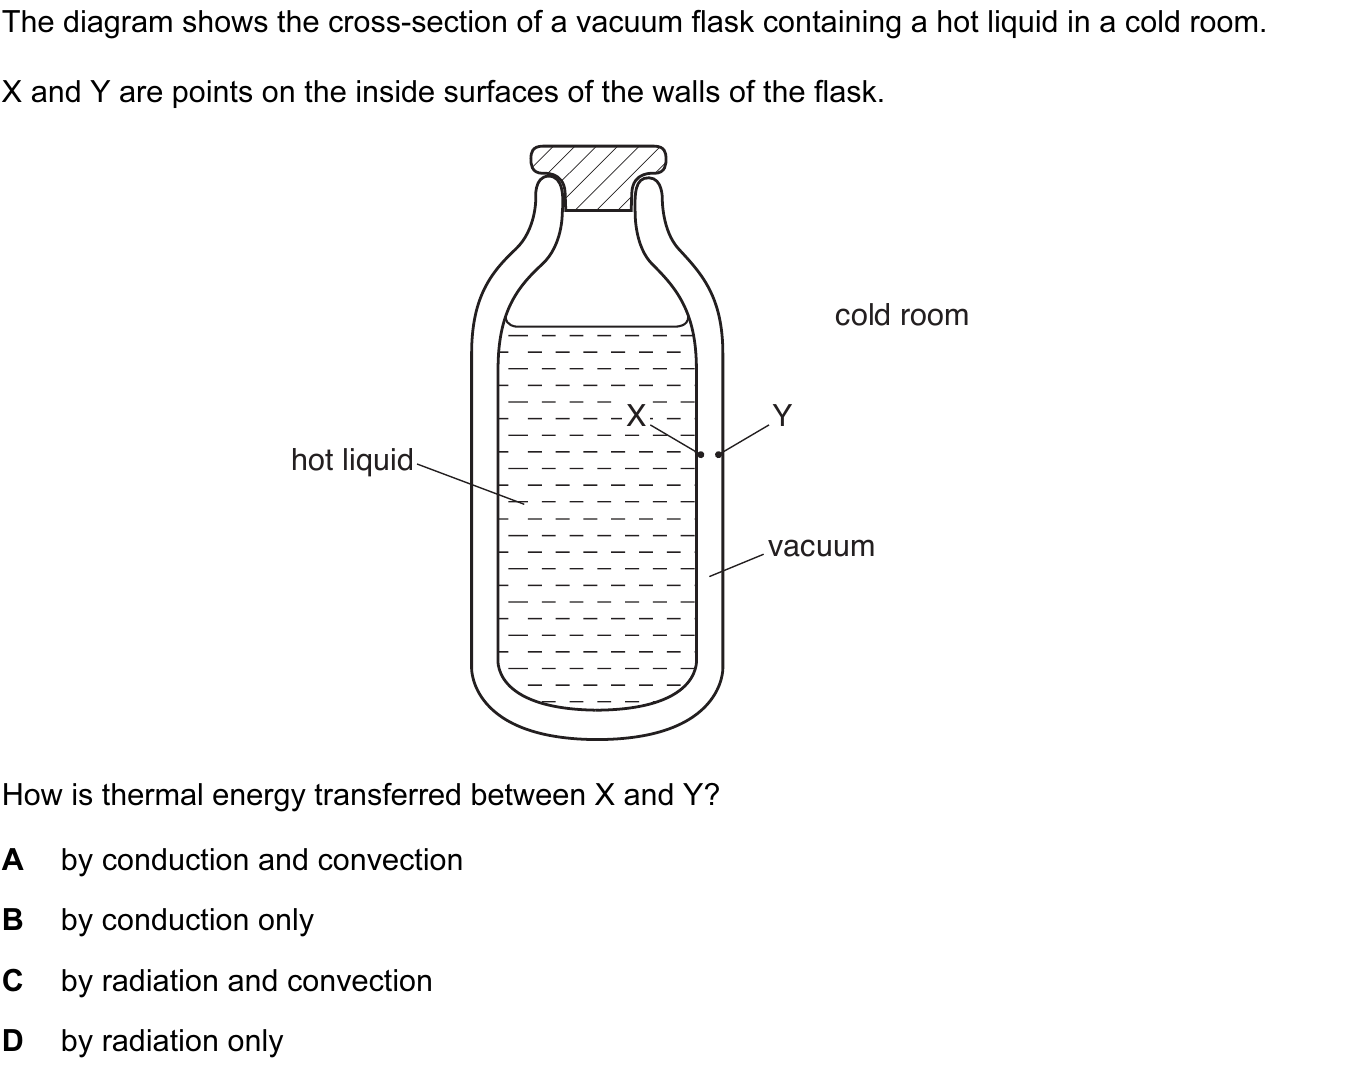 The diagram shows the cross-section of a vacuum flask containing a hot liquid in a cold room.
X and Y are points on the inside surfaces of the walls of the flask.
cold room
X
Y
hot liquid
vacuum
How is thermal energy transferred between X and Y?
A by conduction and convection
B by conduction only
C by radiation and convection
D by radiation only